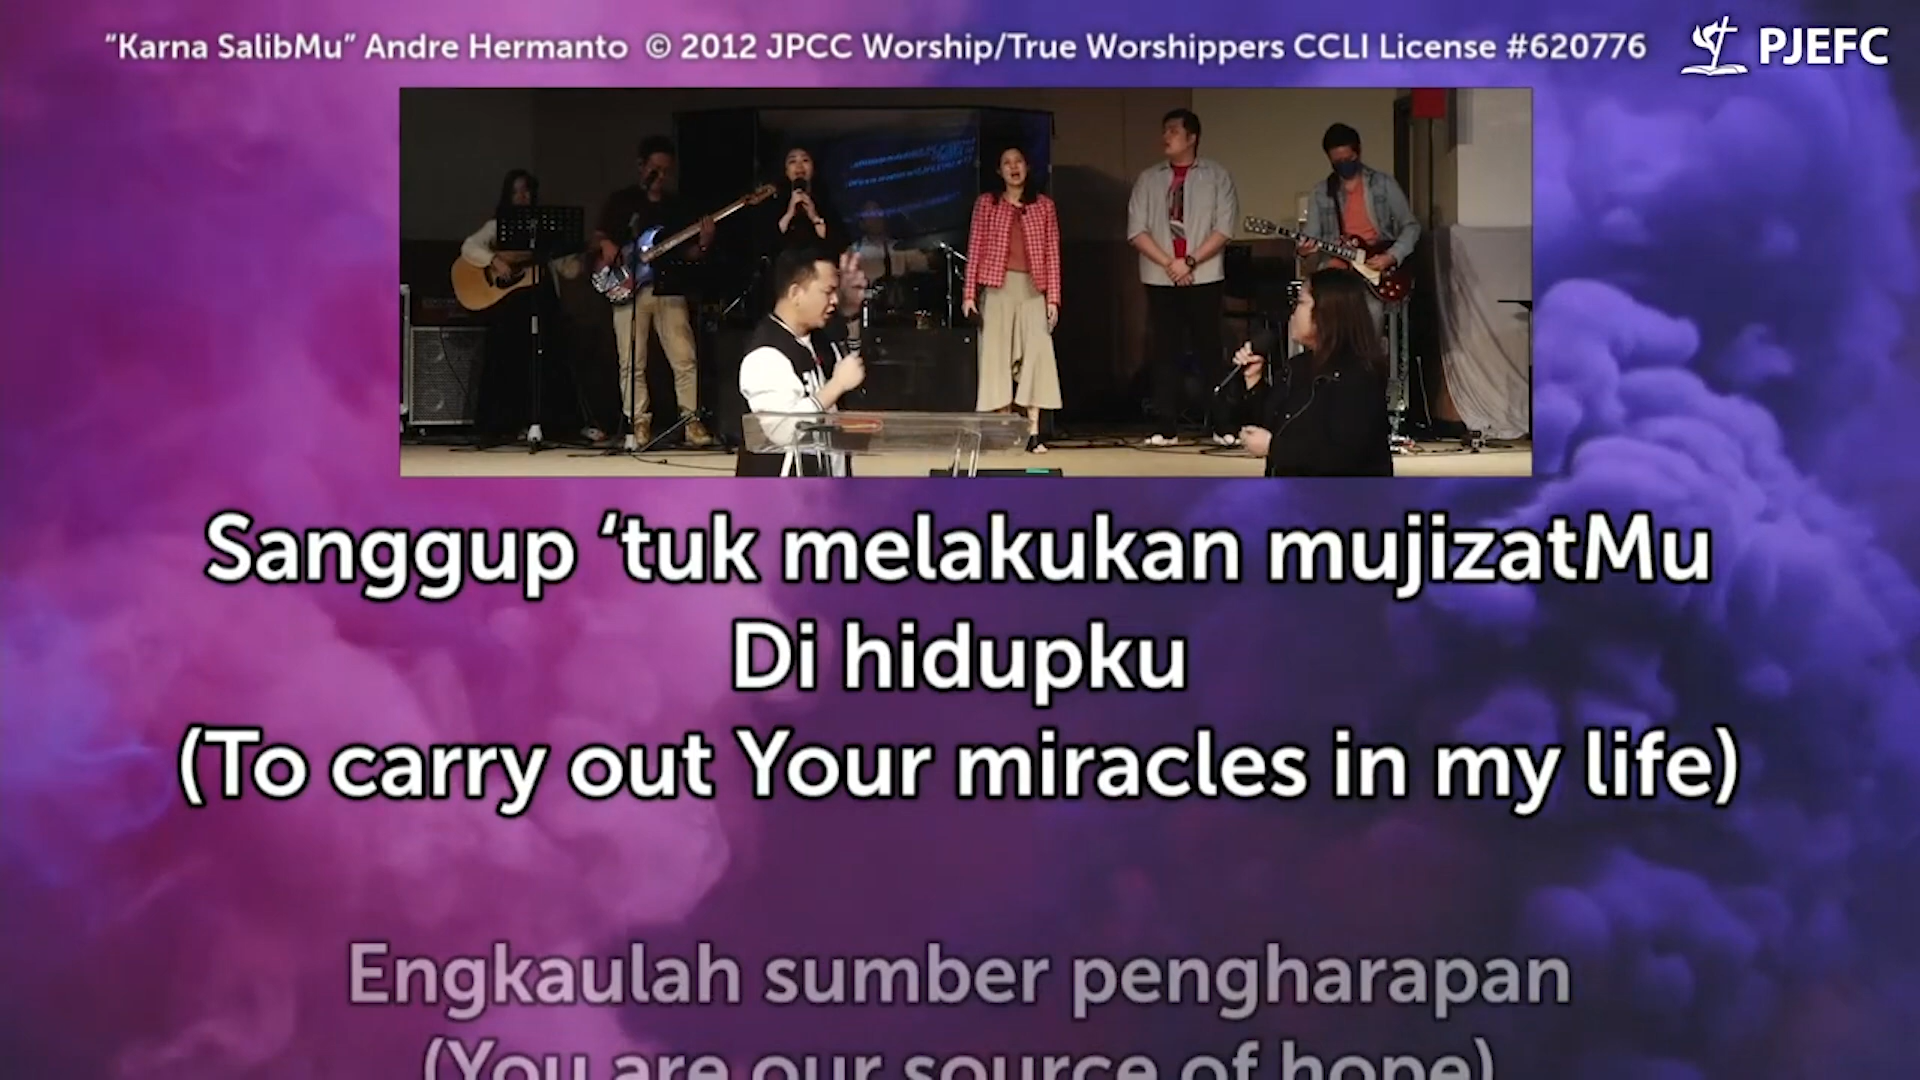 “Karna SalibMu” Andre Hermanto © 2012 JPCC Worship/True Worshippers CCLI License #620776
PJEFC
Sanggup ‘tuk melakukan mujizatMu
Di hidupku
(To carry out Your miracles in my life)
Engkaulah sumber pengharapan
(You are our source of hope)